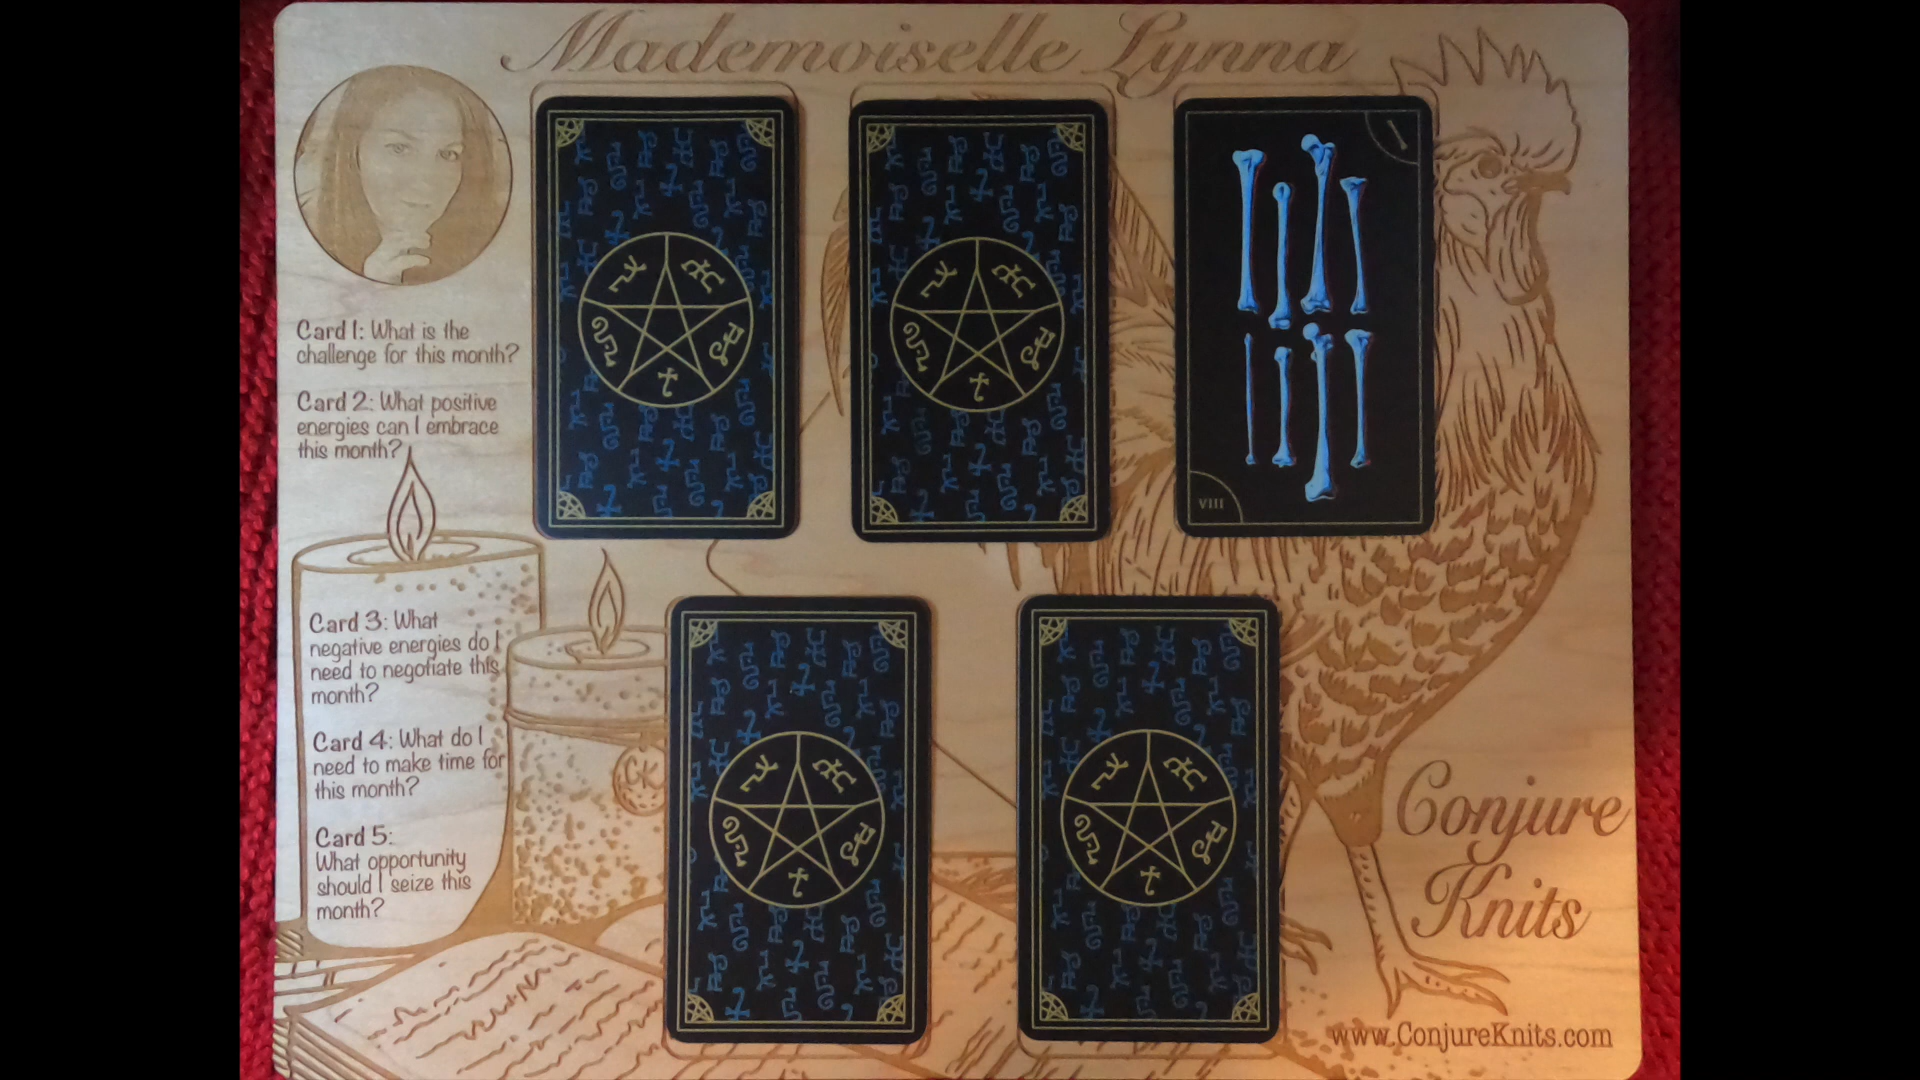 Mademoiselle Lynna
Card 1: What is the
challenge for this month?
Card 2: What positive
energies can I embrace
this month?
Card 3: What
negative energies do I
need to negotiate this
month?
Card 4: What do I
need to make time for
this month?
Card 5:
What opportunity
should I seize this
month?
VIII
CK
Conjure
Knits
www.ConjureKnits.com